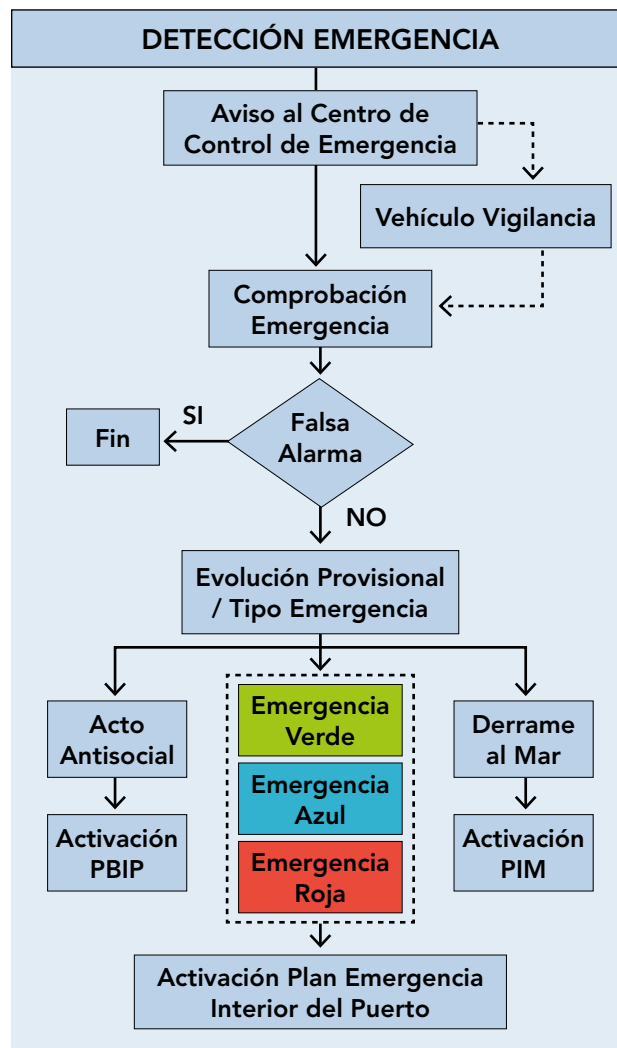 DETECCIÓN EMERGENCIA
Aviso al Centro de
Control de Emergencia
Vehículo Vigilancia
Comprobación
Emergencia
Falsa
Alarma
SI
Fin
NO
Evolución Provisional
/ Tipo Emergencia
Acto
Antisocial
Activación
PBIP
Emergencia
Verde
Emergencia
Azul
Emergencia
Roja
Derrame
al Mar
Activación
PIM
Activación Plan Emergencia
Interior del Puerto